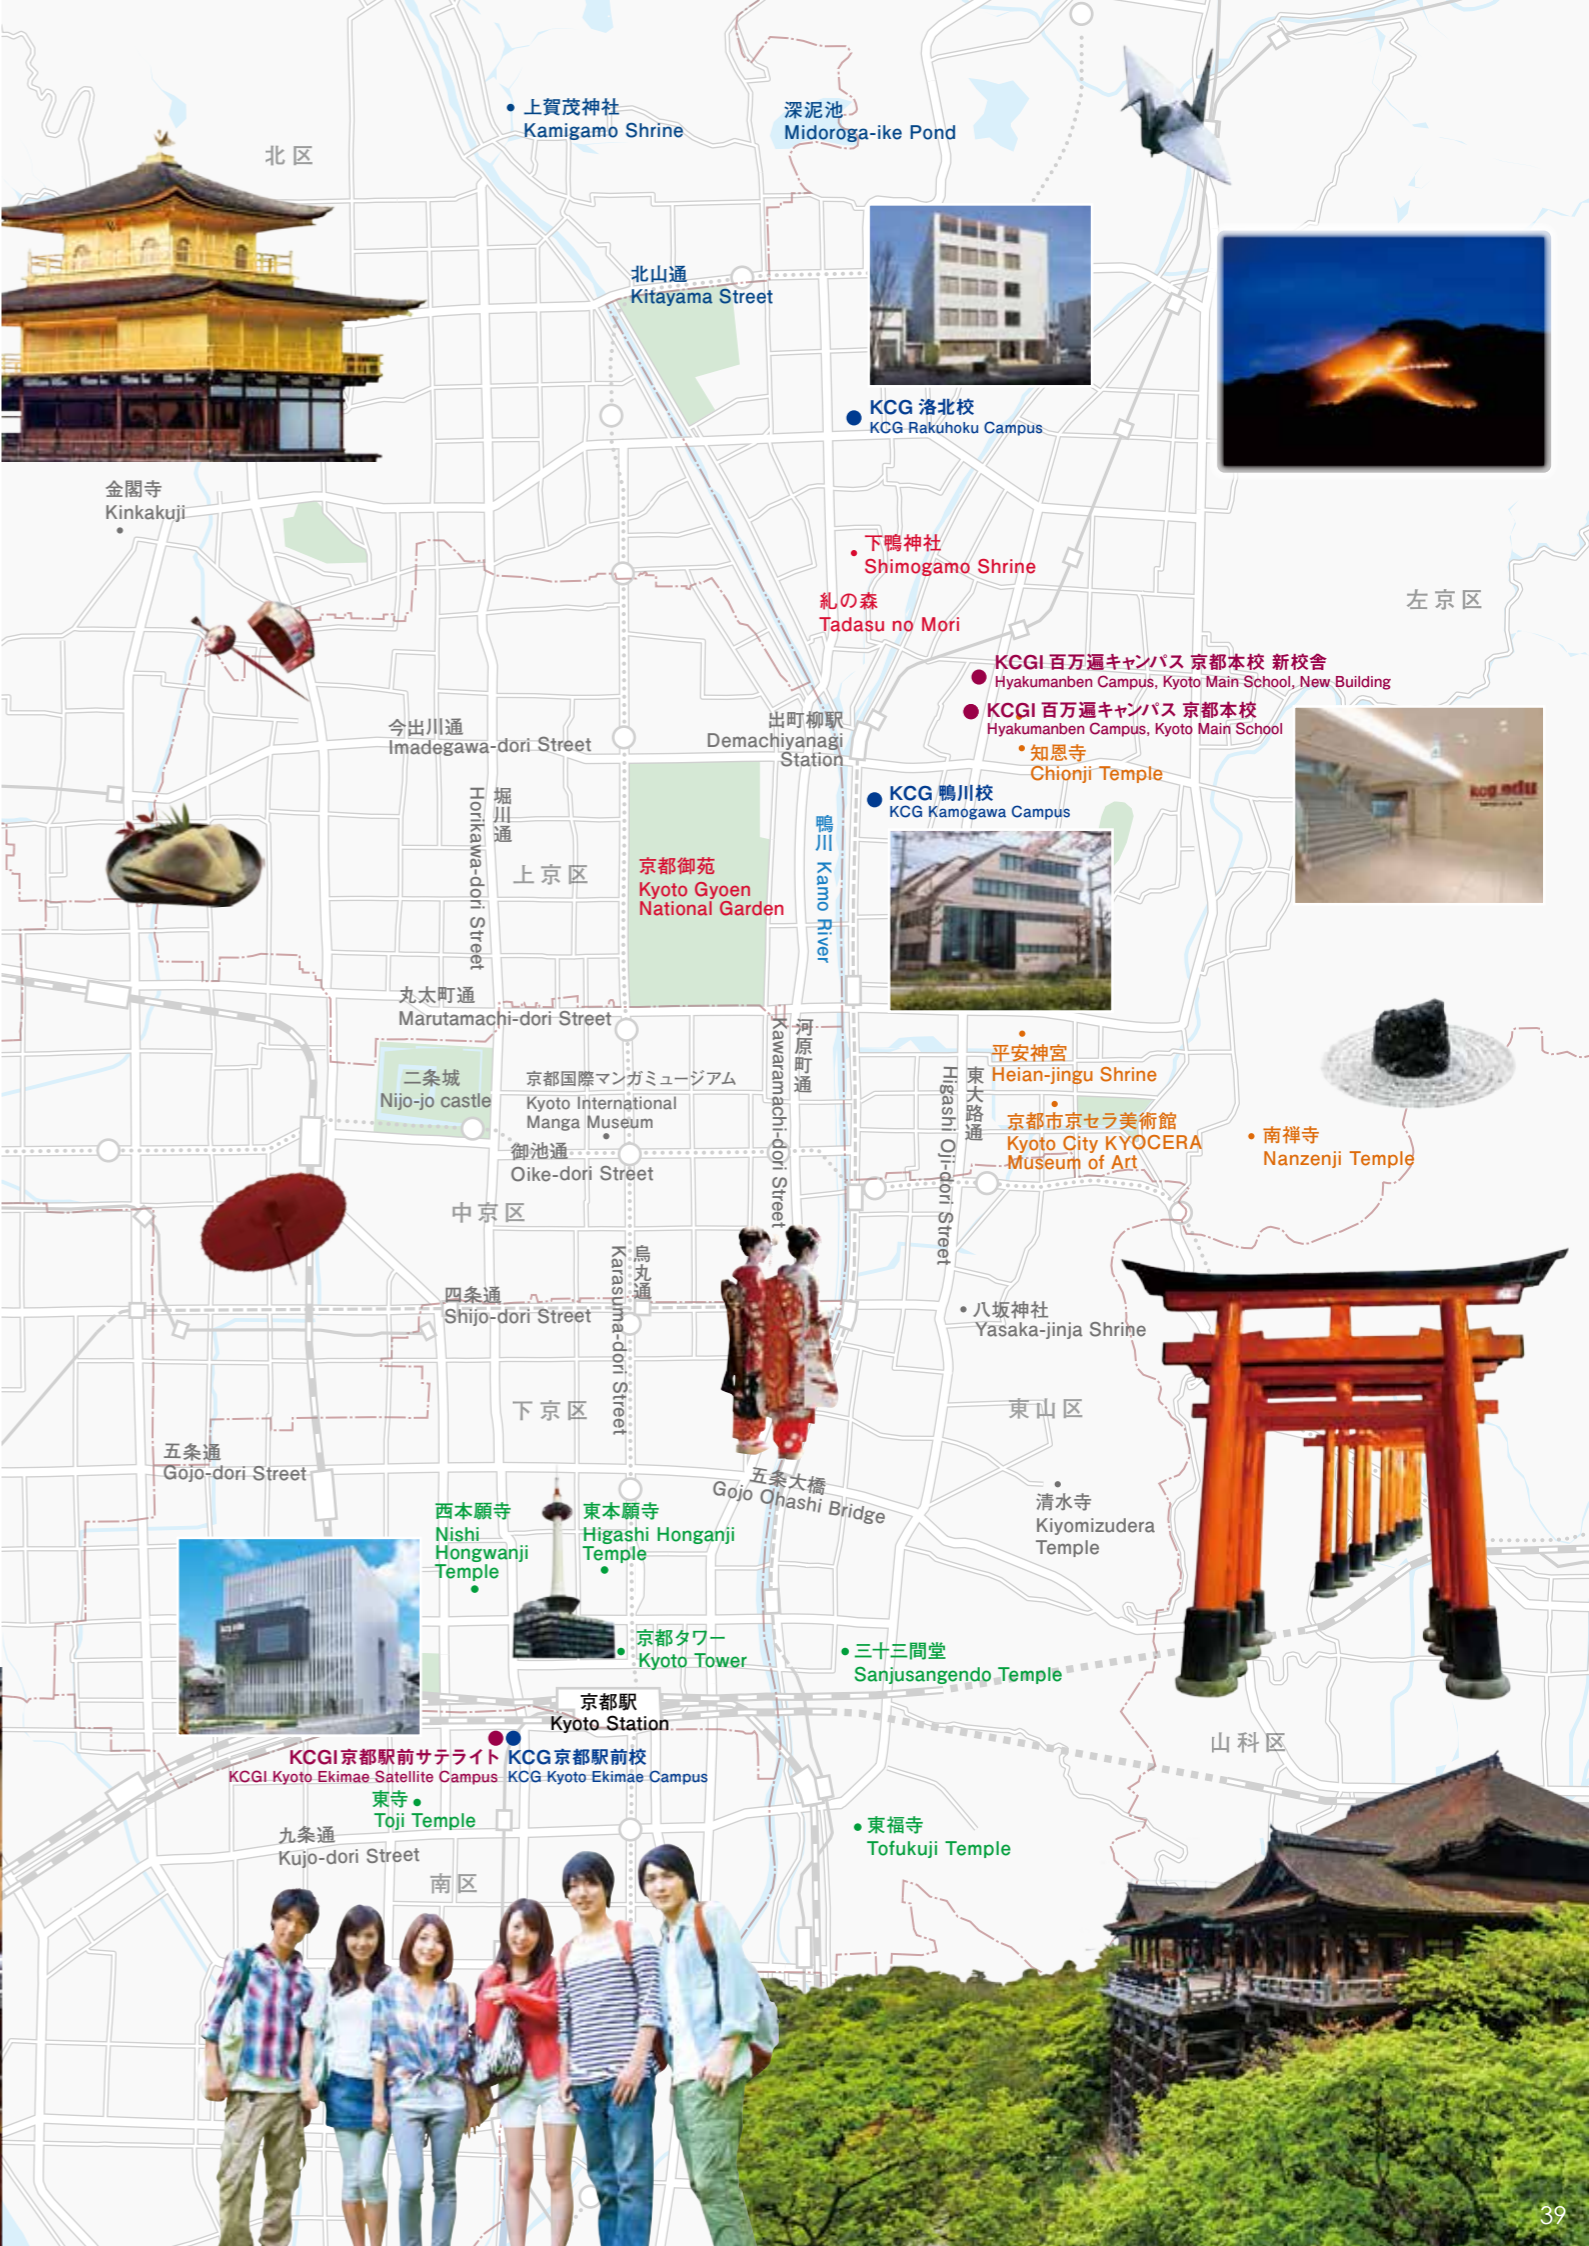 上賀茂神社
Kamigamo Shrine
深泥池
Midoroga-ike Pond
北区
北山通
Kitayama Street
KCG 洛北校
KCG Rakuhoku Campus
金閣寺
Kinkakuji
下鴨神社
Shimogamo Shrine
糺の森
Tadasu no Mori
左京区
KCGI 百万遍キャンパス 京都本校 新校舎
Hyakumanben Campus, Kyoto Main School, New Building
KCGI 百万遍キャンパス 京都本校
Hyakumanben Campus, Kyoto Main School
今出川通
Imadegawa-dori Street
出町柳駅
Demachiyanagi
Station
知恩寺
Chionji Temple
kcg.edu
KCG 鴨川校
KCG Kamogawa Campus
堀川通
Horikawa-dori Street
上京区
京都御苑
Kyoto Gyoen
National Garden
鴨川 Kamo River
丸太町通
Marutamachi-dori Street
河原町通
Kawaramachi-dori Street
平安神宮
Heian-jingu Shrine
東大路通
Higashi Oji-dori Street
二条城
Nijo-jo castle
京都国際マンガミュージアム
Kyoto International
Manga Museum
京都市京セラ美術館
Kyoto City KYOCERA
Museum of Art
南禅寺
Nanzenji Temple
御池通
Oike-dori Street
中京区
烏丸通
Karasuma-dori Street
四条通
Shijo-dori Street
八坂神社
Yasaka-jinja Shrine
下京区
東山区
五条通
Gojo-dori Street
五条大橋
Gojo Ohashi Bridge
清水寺
Kiyomizudera
Temple
西本願寺
Nishi
Hongwanji
Temple
東本願寺
Higashi Honganji
Temple
京都タワー
Kyoto Tower
三十三間堂
Sanjusangendo Temple
京都駅
Kyoto Station
山科区
KCGI京都駅前サテライト
KCGI Kyoto Ekimae Satellite Campus
KCG京都駅前校
KCG Kyoto Ekimae Campus
東寺
Toji Temple
九条通
Kujo-dori Street
東福寺
Tofukuji Temple
南区
39